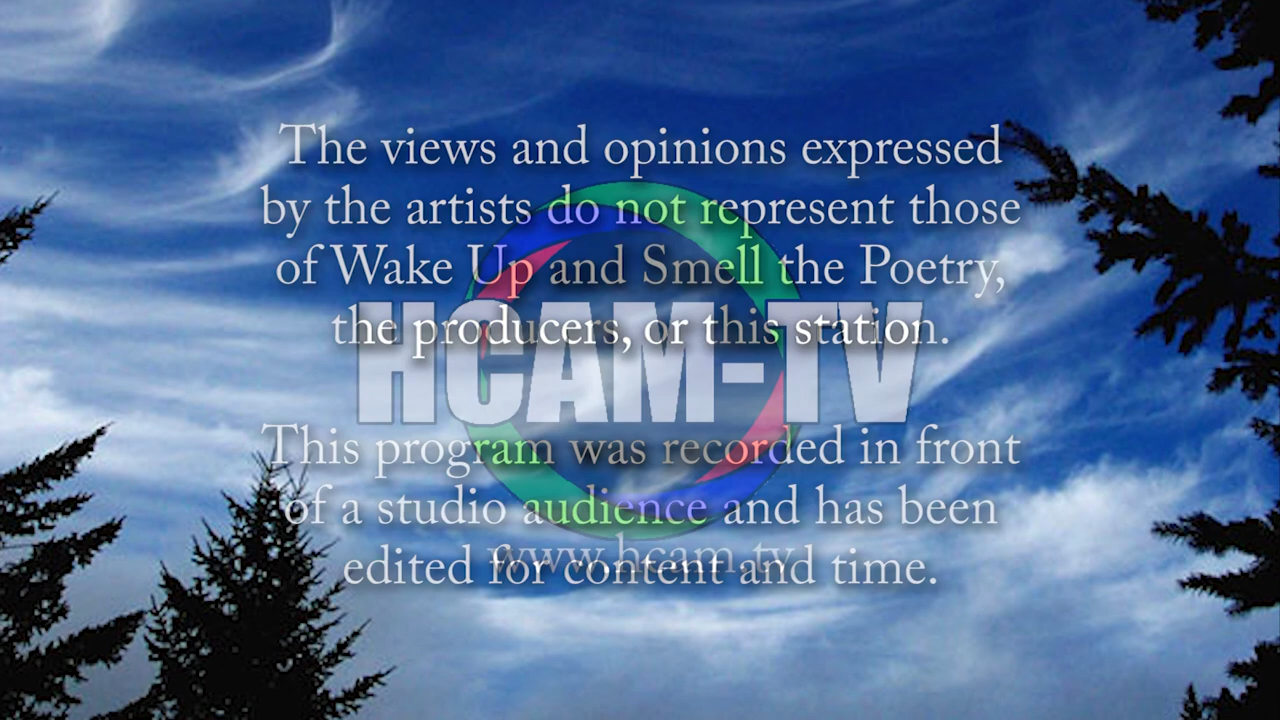 The views and opinions expressed
by the artists do not represent those
of Wake Up and Smell the Poetry,
the producers, or this station.
HCAM-TV
This program was recorded in front
of a studio audience and has been
edited for content and time.
www.hcam.tv